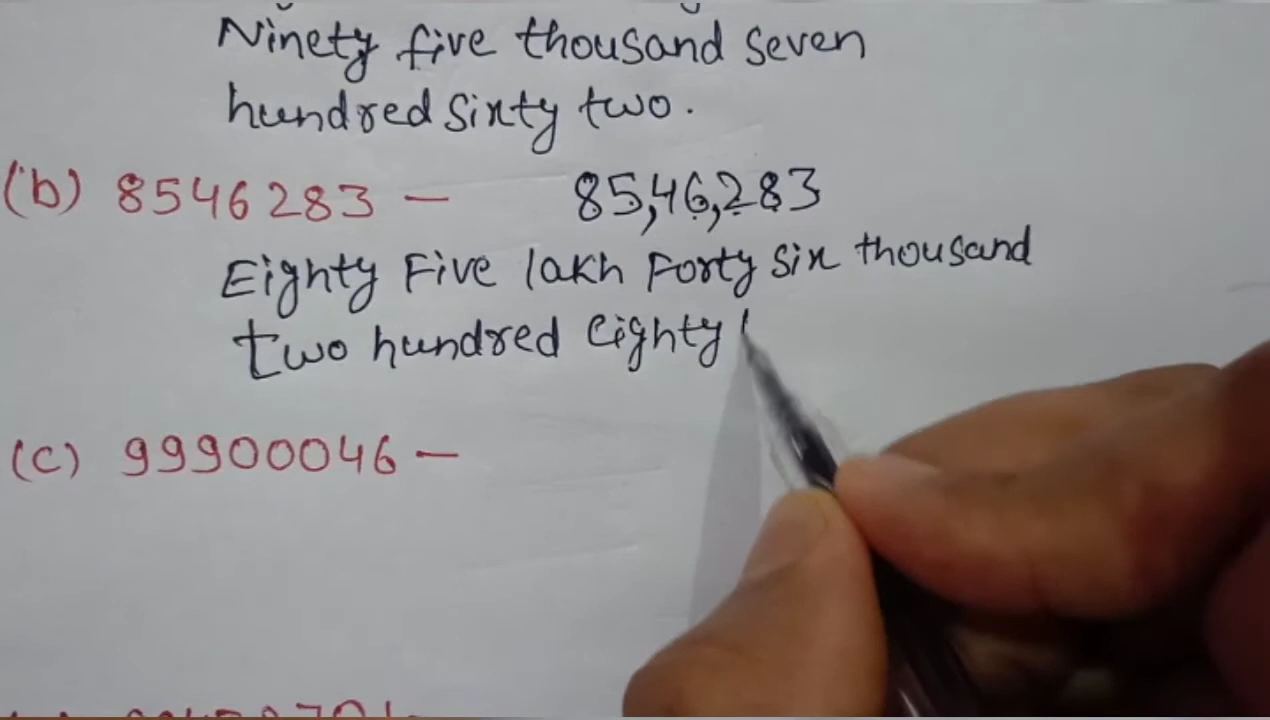 Ninety five thousand seven
hundred Sixty two.
(b) 8546283 — 85,46,283
Eighty Five lakh Forty Six thousand
two hundred eighty
(c) 99900046 —